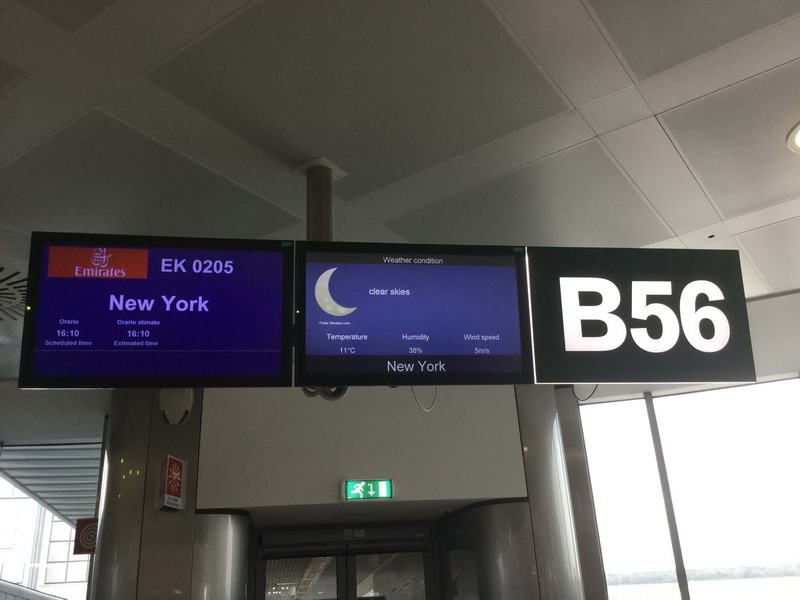 Emirates
EK 0205
New York
Orario
Orario stimato
16:10
16:10
Scheduled time
Estimated time
Weather condition
clear skies
Temperature
Humidity
Wind speed
11°C
38%
5m/s
New York
B56